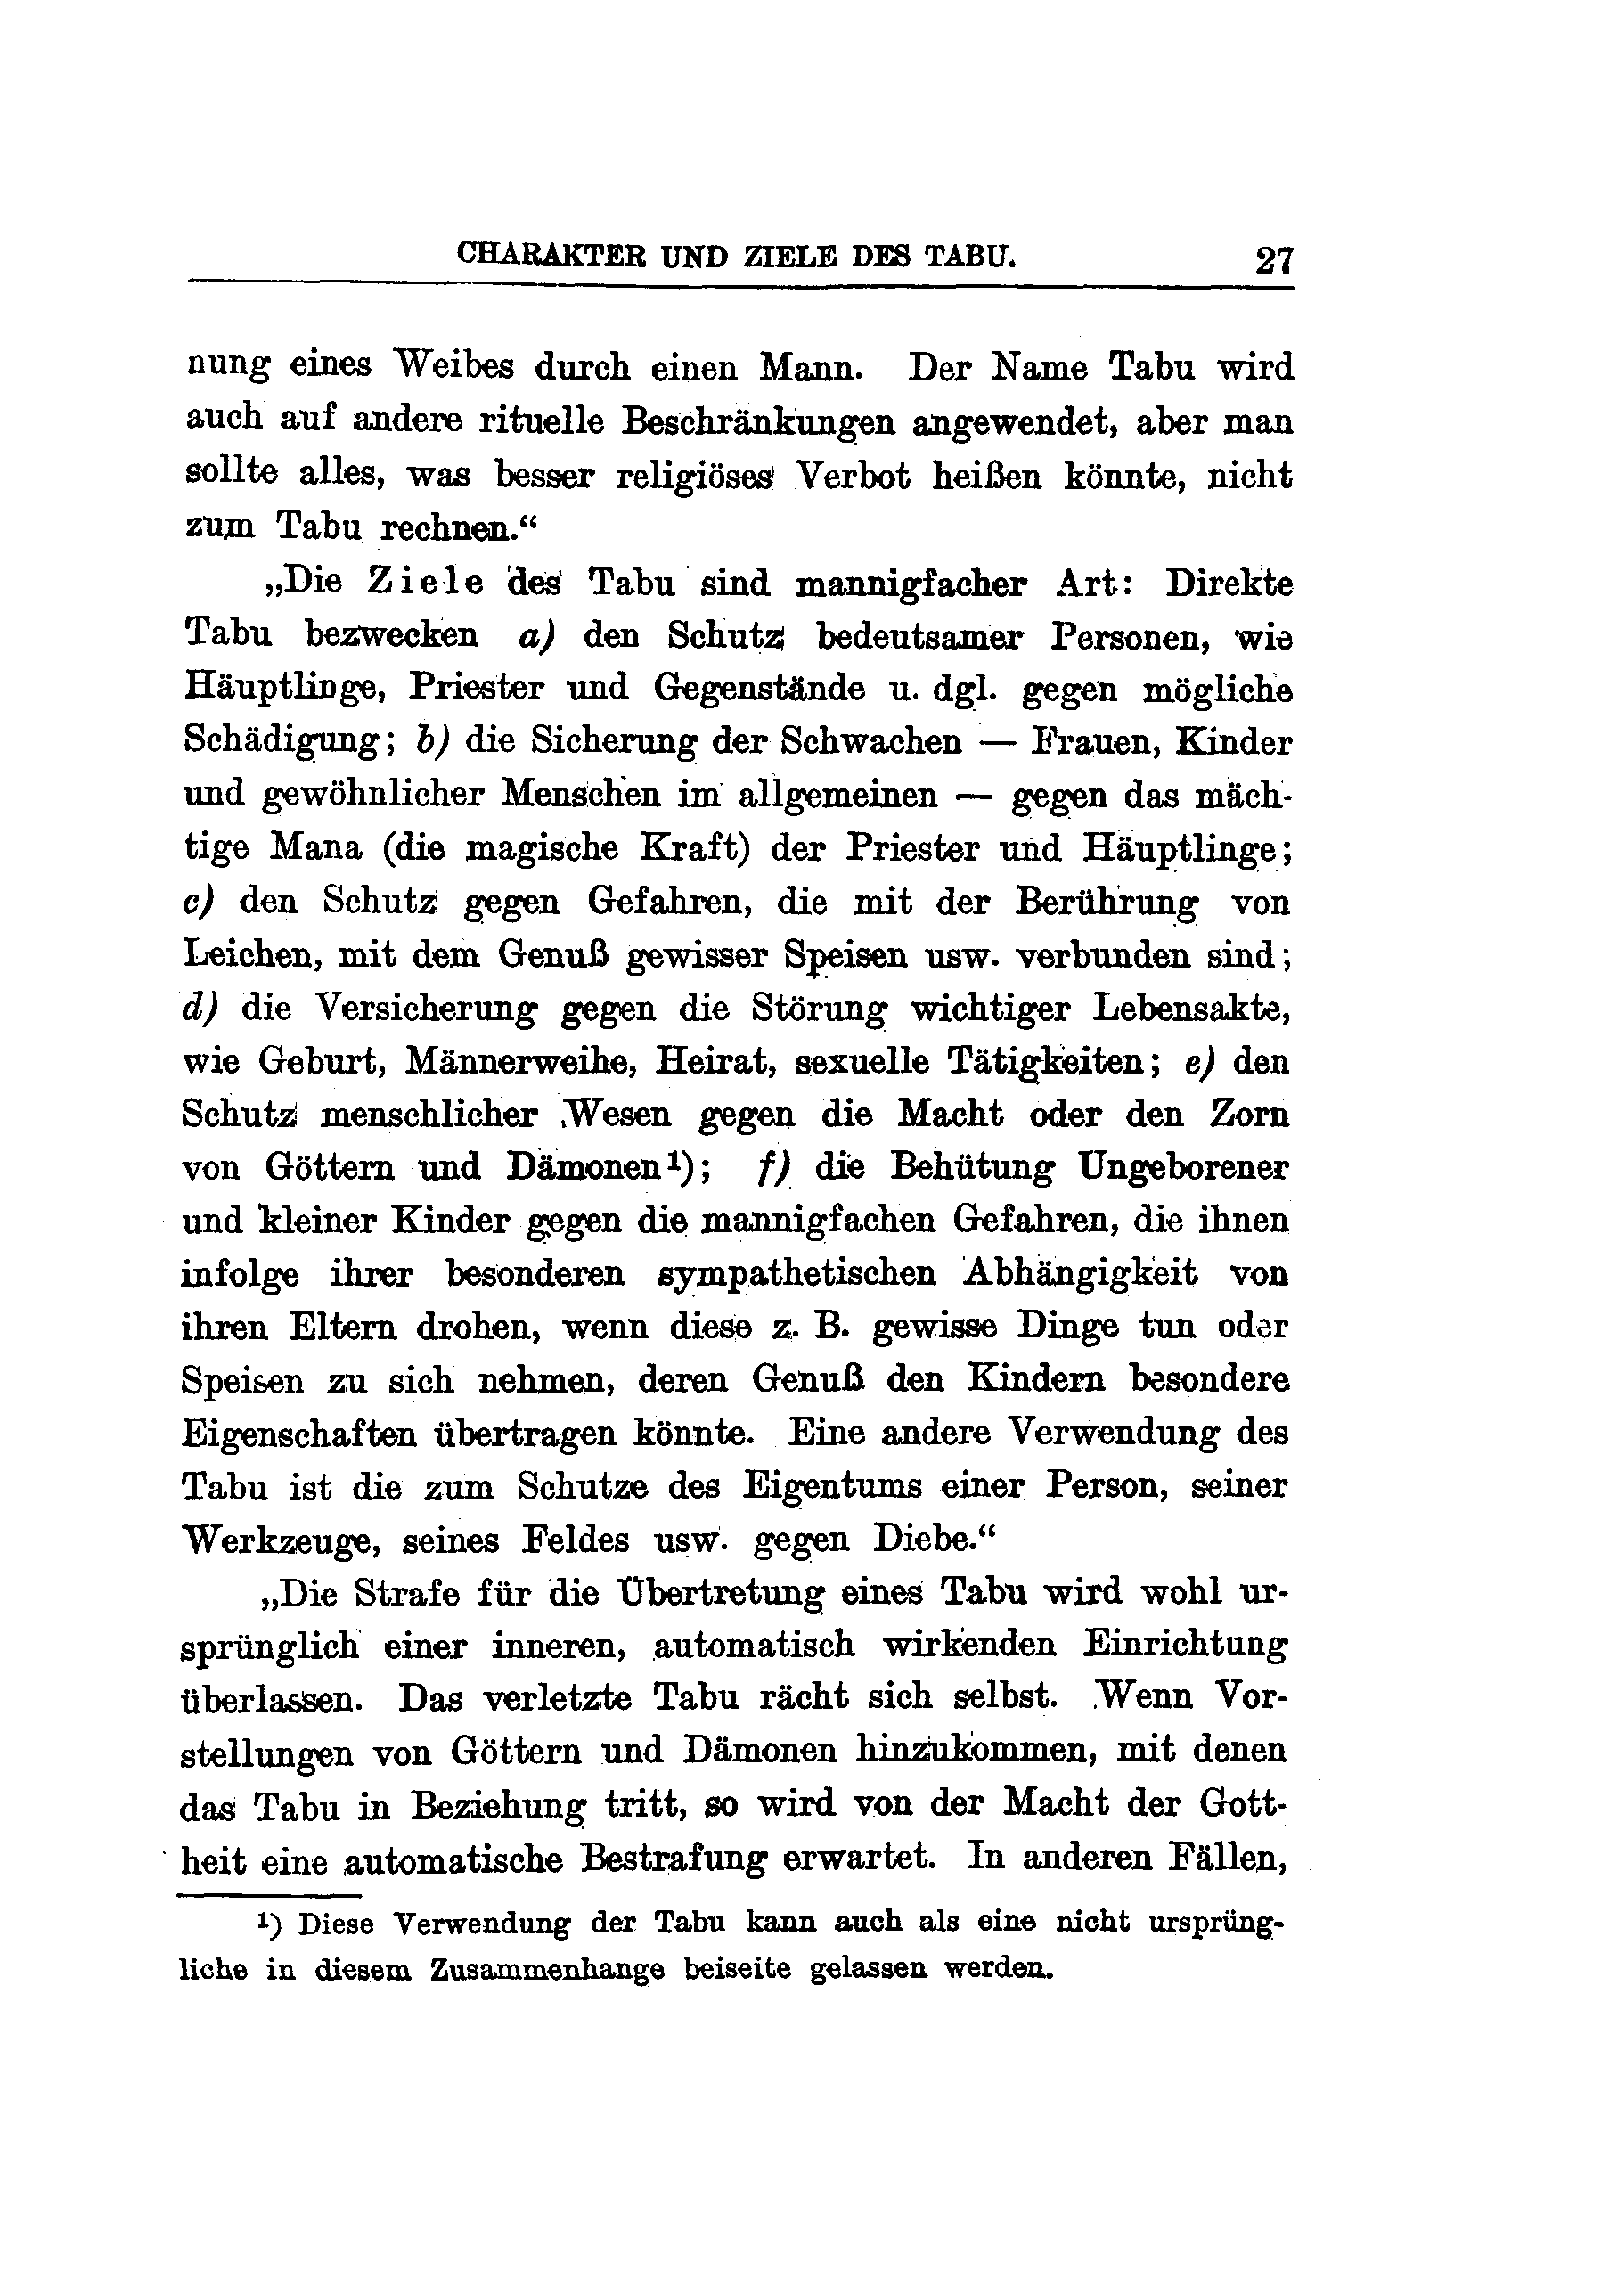 CHARAKTER UND ZIELE DES TABU. 27
nung eines Weibes durch einen Mann. Der Name Tabu wird
auch auf andere rituelle Beschränkungen angewendet, aber man
sollte alles, was besser religiöses Verbot heißen könnte, nicht
zum Tabu rechnen.“
„Die Ziele des Tabu sind mannigfacher Art: Direkte
Tabu bezwecken a) den Schutz bedeutsamer Personen, wie
Häuptlinge, Priester und Gegenstände u. dgl. gegen mögliche
Schädigung; b) die Sicherung der Schwachen — Frauen, Kinder
und gewöhnlicher Menschen im allgemeinen — gegen das mäch-
tige Mana (die magische Kraft) der Priester und Häuptlinge;
c) den Schutz gegen Gefahren, die mit der Berührung von
Leichen, mit dem Genuß gewisser Speisen usw. verbunden sind;
d) die Versicherung gegen die Störung wichtiger Lebensakte,
wie Geburt, Männerweihe, Heirat, sexuelle Tätigkeiten; e) den
Schutz menschlicher Wesen gegen die Macht oder den Zorn
von Göttern und Dämonen¹); f) die Behütung Ungeborener
und kleiner Kinder gegen die mannigfachen Gefahren, die ihnen
infolge ihrer besonderen sympathetischen Abhängigkeit von
ihren Eltern drohen, wenn diese z. B. gewisse Dinge tun oder
Speisen zu sich nehmen, deren Genuß den Kindern besondere
Eigenschaften übertragen könnte. Eine andere Verwendung des
Tabu ist die zum Schutze des Eigentums einer Person, seiner
Werkzeuge, seines Feldes usw. gegen Diebe.“
„Die Strafe für die Übertretung eines Tabu wird wohl ur-
sprünglich einer inneren, automatisch wirkenden Einrichtung
überlassen. Das verletzte Tabu rächt sich selbst. Wenn Vor-
stellungen von Göttern und Dämonen hinzukommen, mit denen
das Tabu in Beziehung tritt, so wird von der Macht der Gott-
heit eine automatische Bestrafung erwartet. In anderen Fällen,
¹) Diese Verwendung der Tabu kann auch als eine nicht ursprüng-
liche in diesem Zusammenhange beiseite gelassen werden.